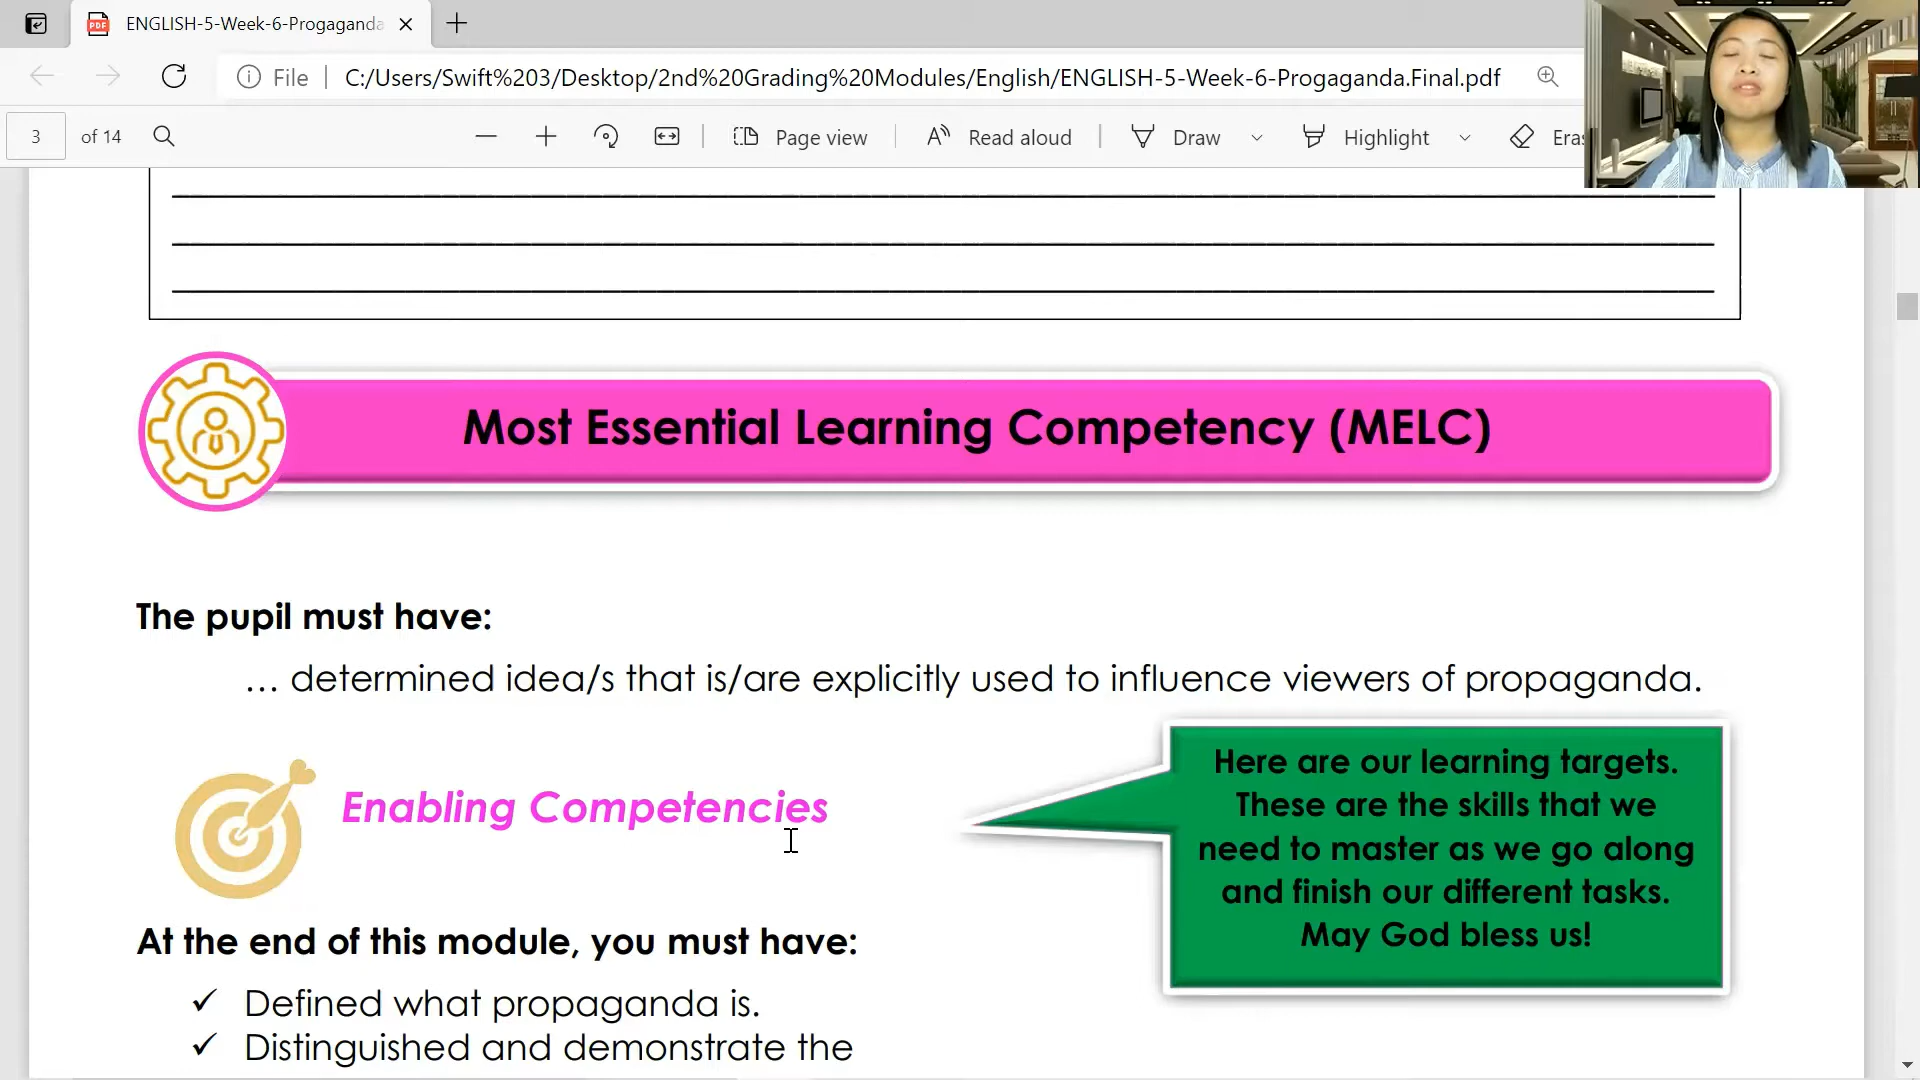 ENGLISH-5-Week-6-Progaganda
File
C:/Users/Swift%203/Desktop/2nd%20Grading%20Modules/English/ENGLISH-5-Week-6-Progaganda.Final.pdf
3 of 14
Page view
Read aloud
Draw
Highlight
Eras
Most Essential Learning Competency (MELC)
The pupil must have:
... determined idea/s that is/are explicitly used to influence viewers of propaganda.
Here are our learning targets.
These are the skills that we
need to master as we go along
and finish our different tasks.
May God bless us!
Enabling Competencies
At the end of this module, you must have:
✓ Defined what propaganda is.
✓ Distinguished and demonstrate the